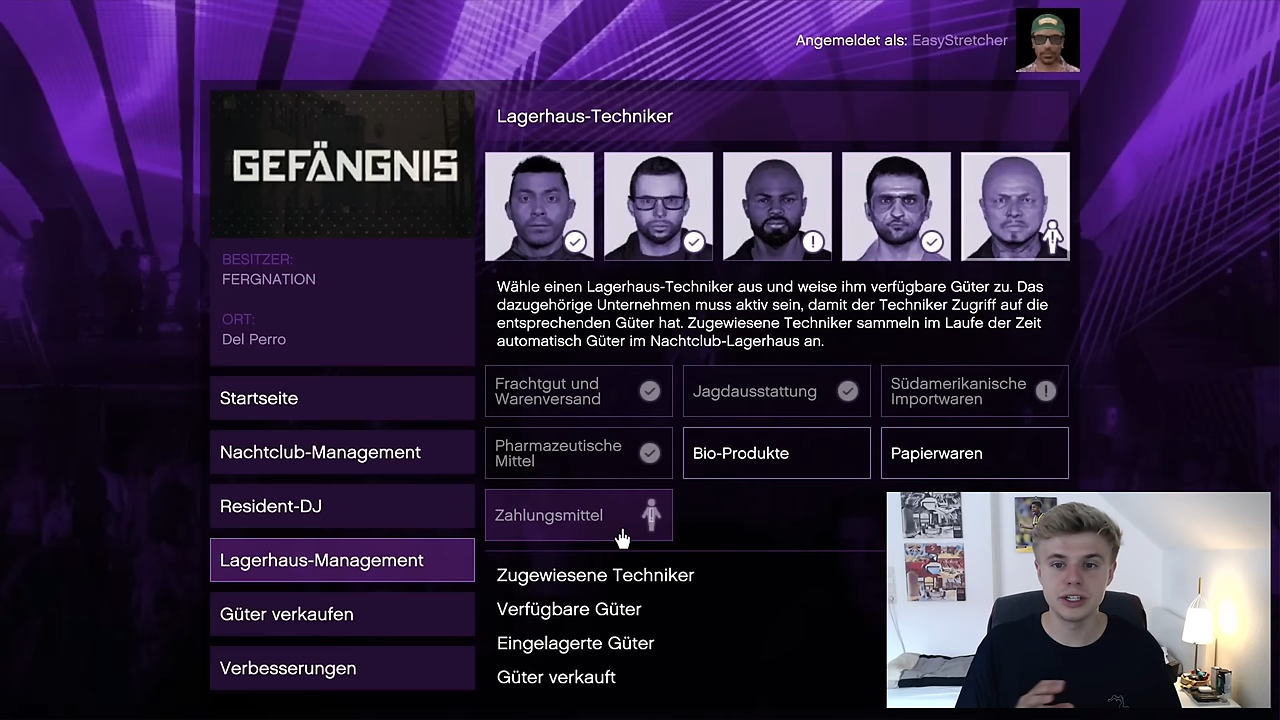 Angemeldet als: EasyStretcher
GEFÄNGNIS
BESITZER:
FERGNATION
ORT:
Del Perro
Startseite
Nachtclub-Management
Resident-DJ
Lagerhaus-Management
Güter verkaufen
Verbesserungen
Lagerhaus-Techniker
Wähle einen Lagerhaus-Techniker aus und weise ihm verfügbare Güter zu. Das
dazugehörige Unternehmen muss aktiv sein, damit der Techniker Zugriff auf die
entsprechenden Güter hat. Zugewiesene Techniker sammeln im Laufe der Zeit
automatisch Güter im Nachtclub-Lagerhaus an.
Frachtgut und
Warenversand
Jagdausstattung
Südamerikanische
Importwaren
Pharmazeutische
Mittel
Bio-Produkte
Papierwaren
Zahlungsmittel
Zugewiesene Techniker
Verfügbare Güter
Eingelagerte Güter
Güter verkauft